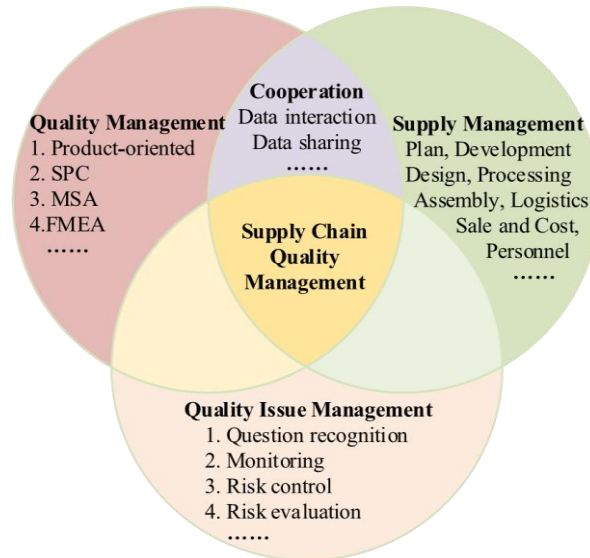 Cooperation
Data interaction
Data sharing
……
Quality Management
1. Product-oriented
2. SPC
3. MSA
4.FMEA
……
Supply Management
Plan, Development
Design, Processing
Assembly, Logistics
Sale and Cost,
Personnel
……
Supply Chain
Quality
Management
Quality Issue Management
1. Question recognition
2. Monitoring
3. Risk control
4. Risk evaluation
……